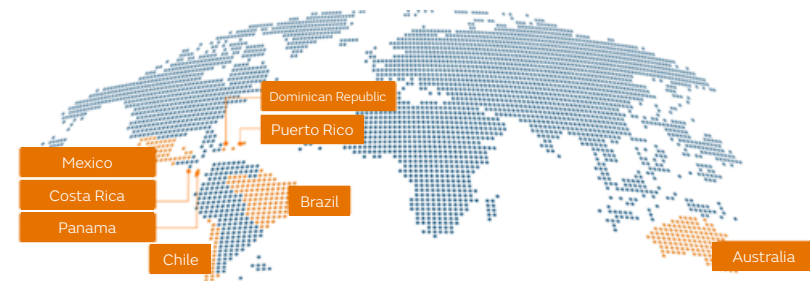 Dominican Republic
Puerto Rico
Mexico
Costa Rica
Panama
Brazil
Chile
Australia